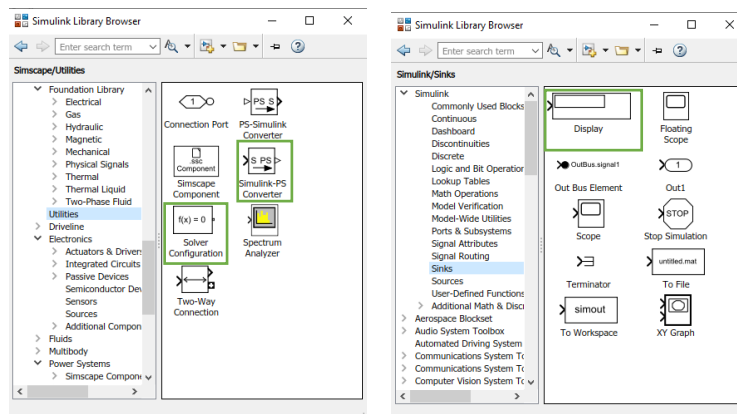 Simulink Library Browser
Enter search term
Simscape/Utilities
Foundation Library
Electrical
Gas
Hydraulic
Magnetic
Mechanical
Physical Signals
Thermal
Thermal Liquid
Two-Phase Fluid
Utilities
Driveline
Electronics
Actuators & Drivers
Integrated Circuits
Passive Devices
Semiconductor Dev
Sensors
Sources
Additional Compon
Fluids
Multibody
Power Systems
Simscape Compone
1
Connection Port
PS S
PS-Simulink
Converter
.ssc
Component
Simscape
Component
S PS
Simulink-PS
Converter
f(x) = 0
Solver
Configuration
Spectrum
Analyzer
Two-Way
Connection
Simulink Library Browser
Enter search term
Simulink/Sinks
Simulink
Commonly Used Blocks
Continuous
Dashboard
Discontinuities
Discrete
Logic and Bit Operation
Lookup Tables
Math Operations
Model Verification
Model-Wide Utilities
Ports & Subsystems
Signal Attributes
Signal Routing
Sinks
Sources
User-Defined Functions
Additional Math & Discr
Aerospace Blockset
Audio System Toolbox
Automated Driving System
Communications System To
Communications System To
Computer Vision System To
Display
Floating
Scope
OutBus.signal1
Out Bus Element
1
Out1
Scope
STOP
Stop Simulation
Terminator
untitled.mat
To File
simout
To Workspace
XY Graph